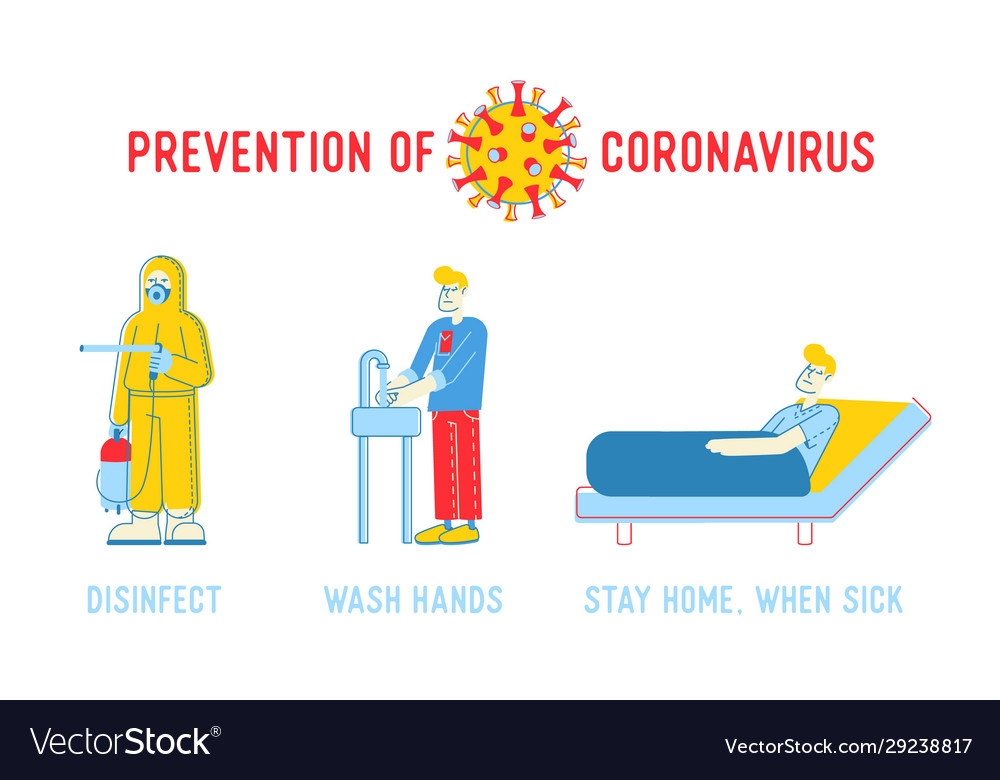 PREVENTION OF CORONAVIRUS
DISINFECT WASH HANDS STAY HOME, WHEN SICK
VectorStock® VectorStock.com/29238817